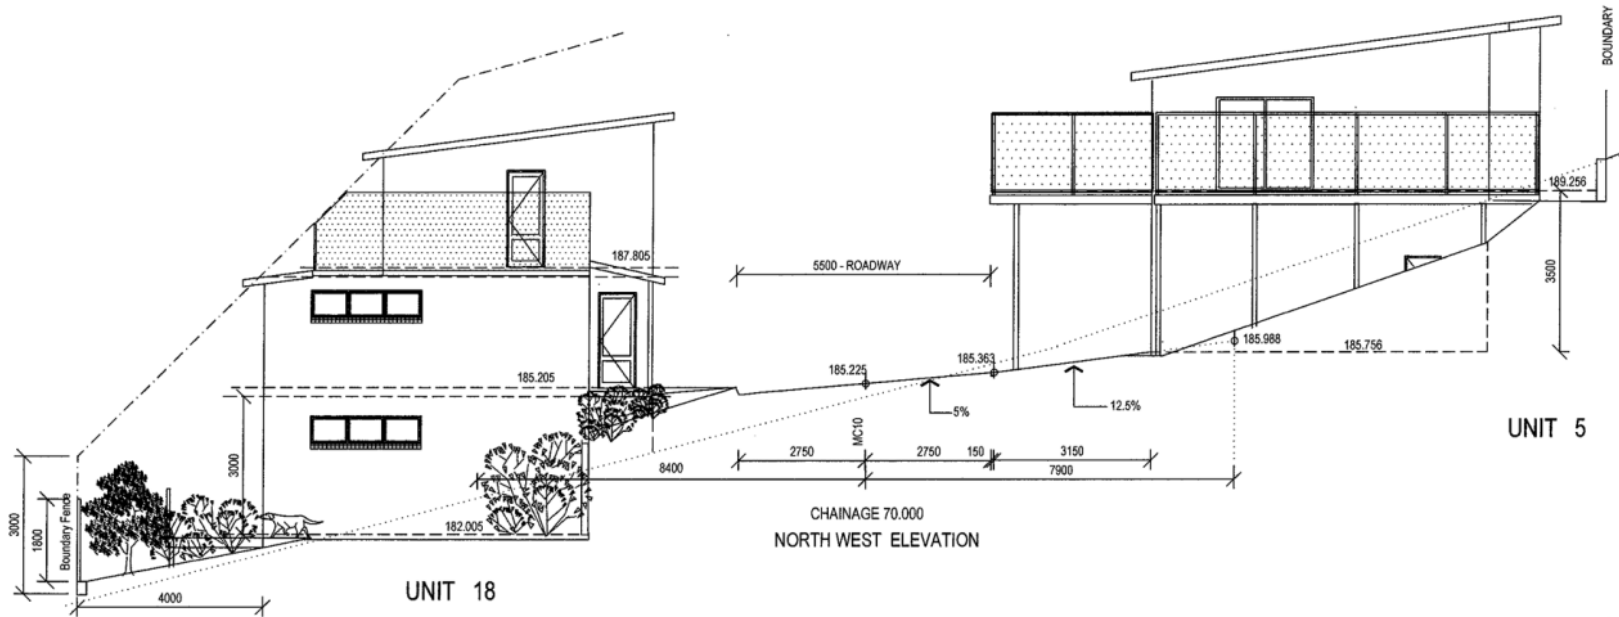 BOUNDARY
189.256
187.805
5500 - ROADWAY
3500
185.988
185.756
185.363
185.225
185.205
5%
12.5%
MC10
UNIT 5
3000
2750
2750
150
3150
8400
7900
3000
1800
Boundary Fence
182.005
CHAINAGE 70.000
NORTH WEST ELEVATION
4000
UNIT 18